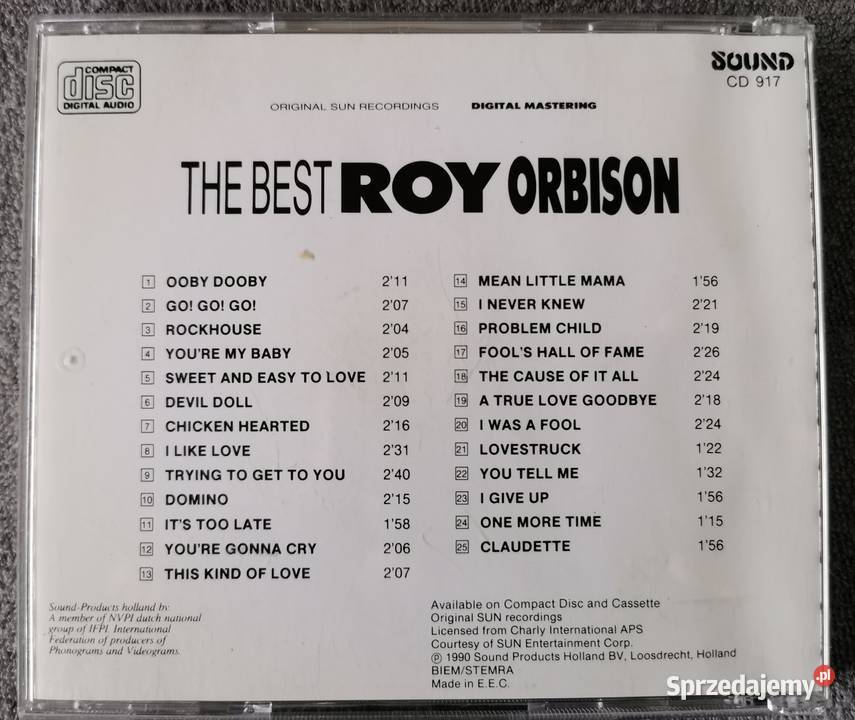 COMPACT
disc
DIGITAL AUDIO
SOUND
CD 917
ORIGINAL SUN RECORDINGS DIGITAL MASTERING
THE BEST ROY ORBISON
1 OOBY DOOBY 2'11
2 GO! GO! GO! 2'07
3 ROCKHOUSE 2'04
4 YOU'RE MY BABY 2'05
5 SWEET AND EASY TO LOVE 2'11
6 DEVIL DOLL 2'09
7 CHICKEN HEARTED 2'16
8 I LIKE LOVE 2'31
9 TRYING TO GET TO YOU 2'40
10 DOMINO 2'15
11 IT'S TOO LATE 1'58
12 YOU'RE GONNA CRY 2'06
13 THIS KIND OF LOVE 2'07
14 MEAN LITTLE MAMA 1'56
15 I NEVER KNEW 2'21
16 PROBLEM CHILD 2'19
17 FOOL'S HALL OF FAME 2'26
18 THE CAUSE OF IT ALL 2'24
19 A TRUE LOVE GOODBYE 2'18
20 I WAS A FOOL 2'24
21 LOVESTRUCK 1'22
22 YOU TELL ME 1'32
23 I GIVE UP 1'56
24 ONE MORE TIME 1'15
25 CLAUDETTE 1'56
Sound-Products holland bv.
A member of NVPI dutch national
group of IFPI. International
Federation of producers of
Phonograms and Videograms.
Available on Compact Disc and Cassette
Original SUN recordings
Licensed from Charly International APS
Courtesy of SUN Entertainment Corp.
℗ 1990 Sound Products Holland BV, Loosdrecht, Holland
BIEM/STEMRA
Made in E.E.C.
Sprzedajemy.pl